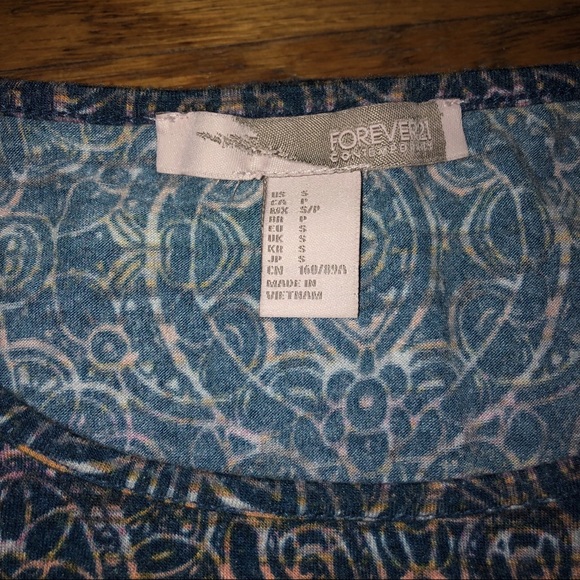 FOREVER21
CONTEMPORARY
US S
CA P
MX S/P
BR P
EU S
UK S
KR S
JP S
CN 160/89A
MADE IN
VIETNAM